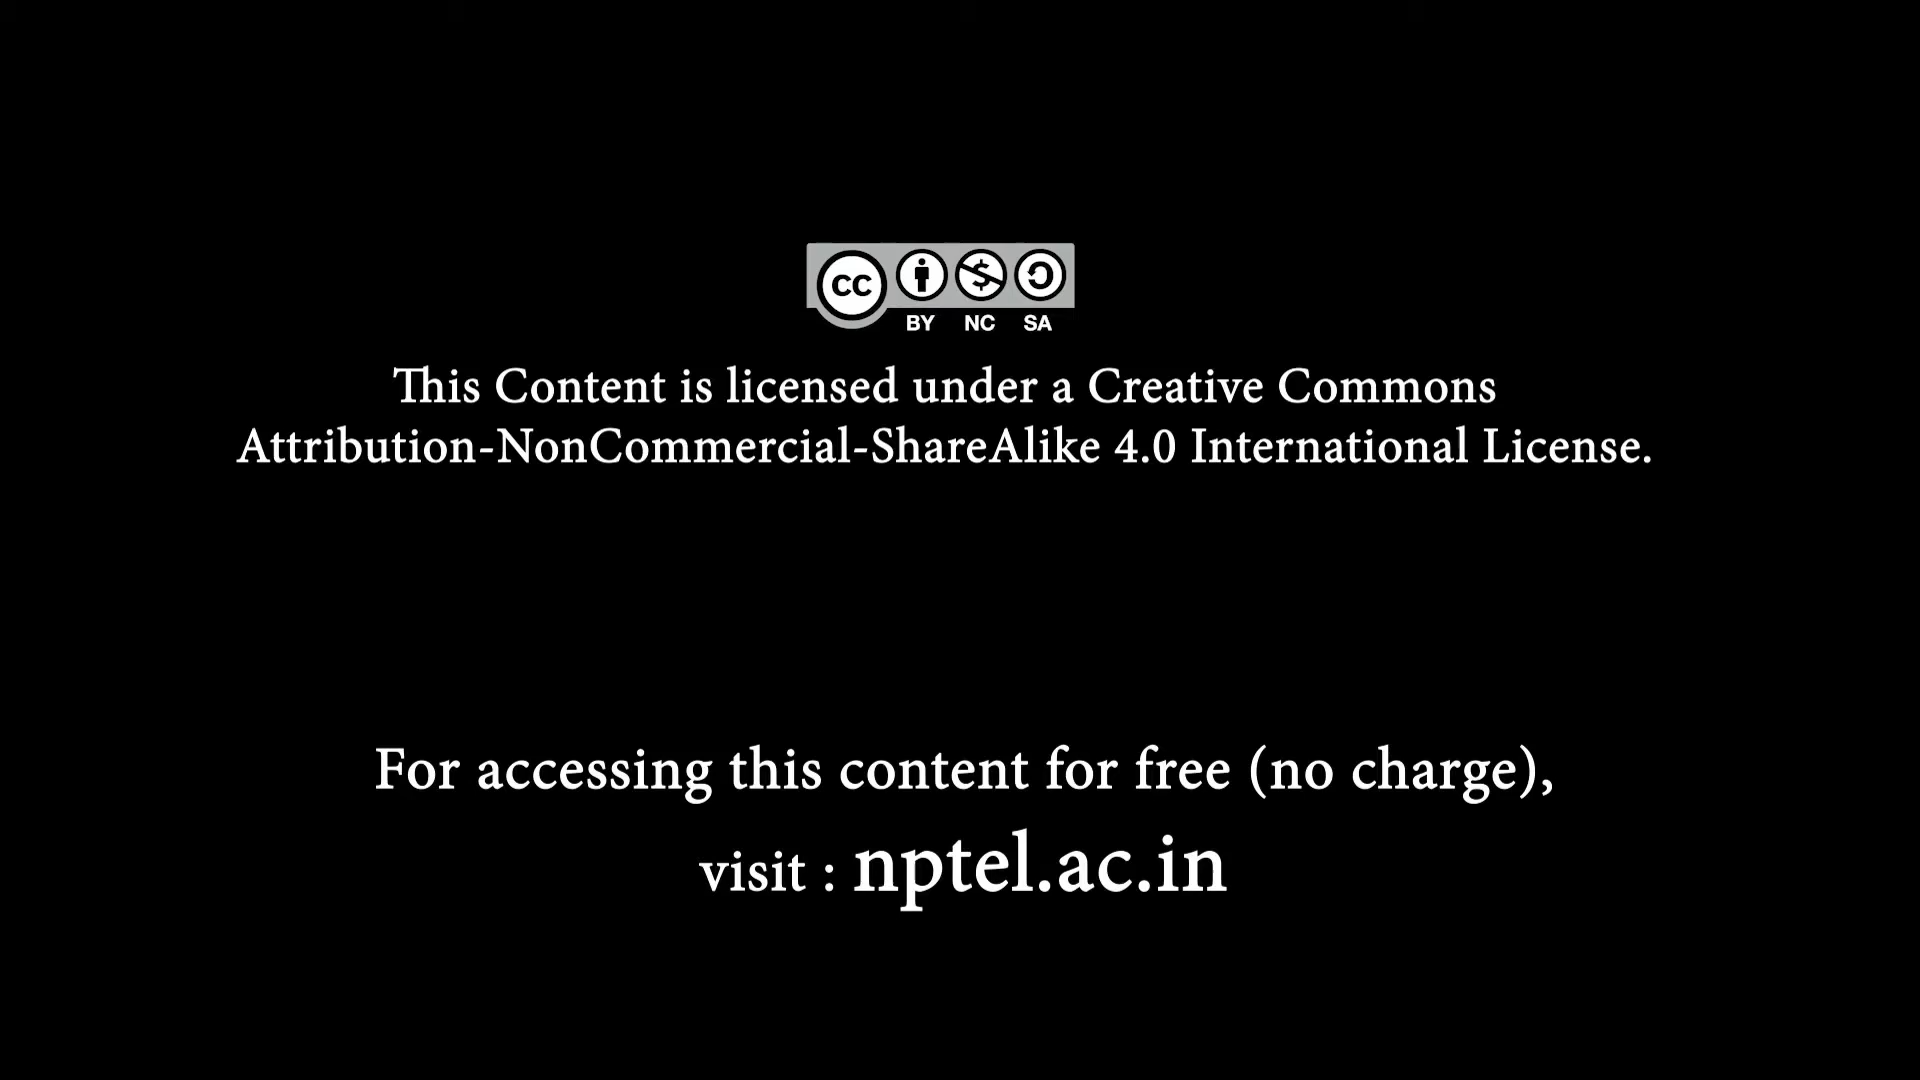 CC BY NC SA
This Content is licensed under a Creative Commons
Attribution-NonCommercial-ShareAlike 4.0 International License.
For accessing this content for free (no charge),
visit : nptel.ac.in